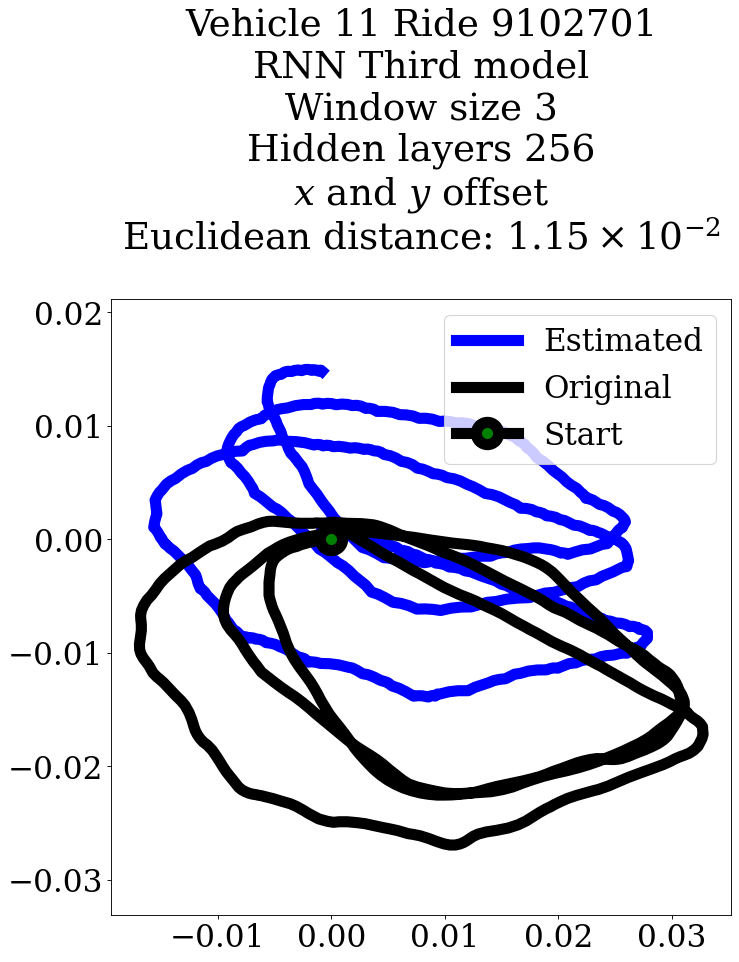 Vehicle 11 Ride 9102701
RNN Third model
Window size 3
Hidden layers 256
x and y offset
Euclidean distance: 1.15 × 10⁻²
Estimated
Original
Start
0.02
0.01
0.00
−0.01
−0.02
−0.03
−0.01 0.00 0.01 0.02 0.03